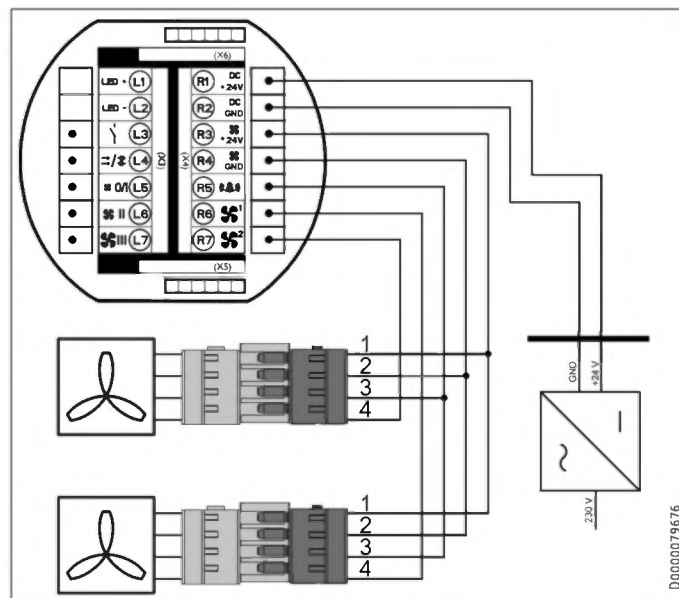 (X6)
LED + L1
LED - L2
L3
L4
0/I L5
II L6
III L7
(X3)
(X4)
R1 DC +24V
R2 DC GND
R3 +24V
R4 GND
R5
R6 1
R7 2
(X5)
1
2
3
4
1
2
3
4
GND
+24 V
230 V
D0000079676